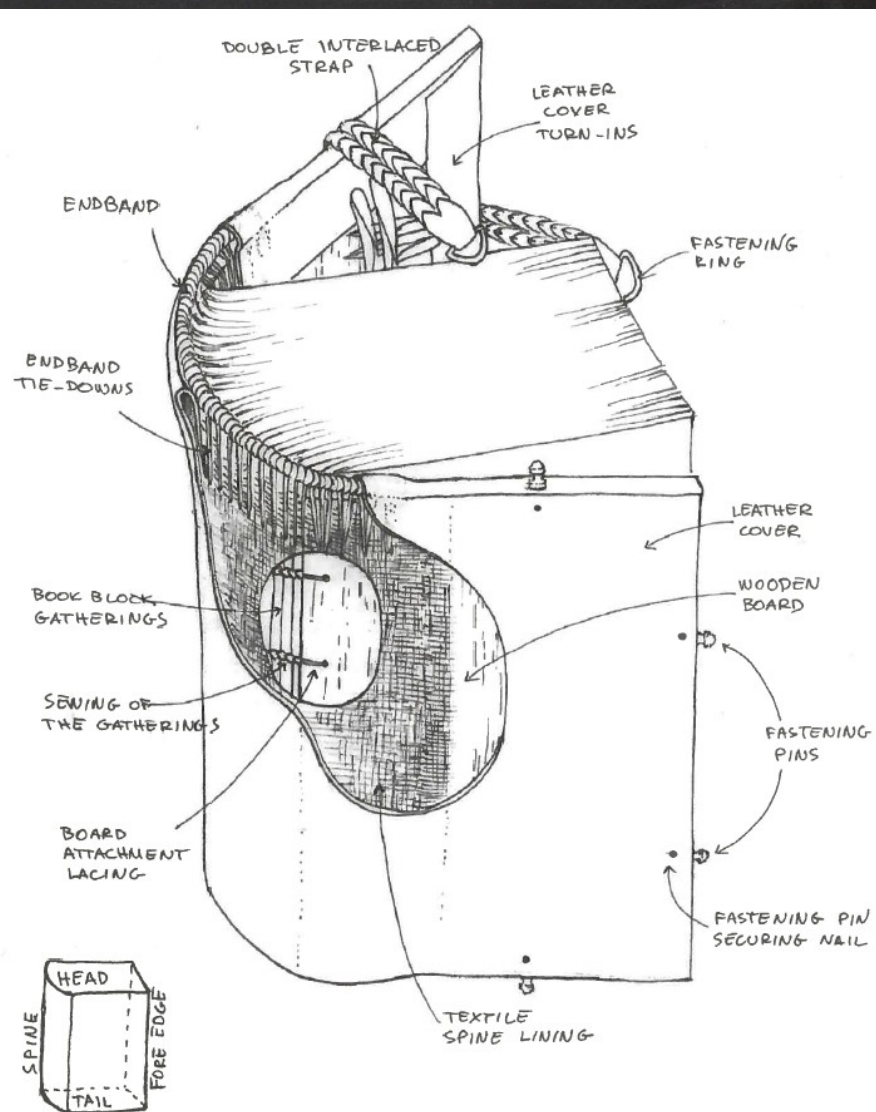 DOUBLE INTERLACED
STRAP
LEATHER
COVER
TURN-INS
ENDBAND
FASTENING
RING
ENDBAND
TIE-DOWNS
LEATHER
COVER
WOODEN
BOARD
BOOK BLOCK
GATHERINGS
SEWING OF
THE GATHERINGS
FASTENING
PINS
BOARD
ATTACHMENT
LACING
FASTENING PIN
SECURING NAIL
TEXTILE
SPINE LINING
HEAD
SPINE
FORE EDGE
TAIL